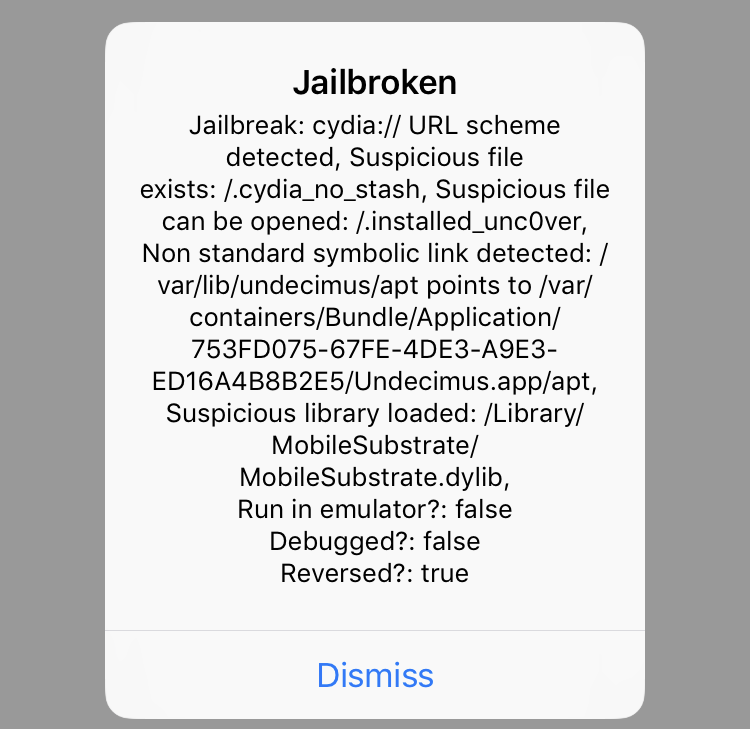 Jailbroken
Jailbreak: cydia:// URL scheme
detected, Suspicious file
exists: /.cydia_no_stash, Suspicious file
can be opened: /.installed_unc0ver,
Non standard symbolic link detected: /
var/lib/undecimus/apt points to /var/
containers/Bundle/Application/
753FD075-67FE-4DE3-A9E3-
ED16A4B8B2E5/Undecimus.app/apt,
Suspicious library loaded: /Library/
MobileSubstrate/
MobileSubstrate.dylib,
Run in emulator?: false
Debugged?: false
Reversed?: true
Dismiss